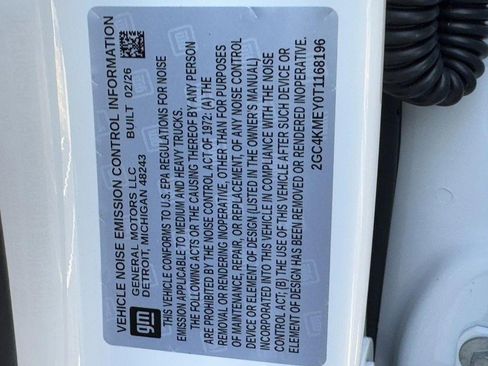 VEHICLE NOISE EMISSION CONTROL INFORMATION
gm
GENERAL MOTORS LLC
DETROIT, MICHIGAN 48243
BUILT 02/26
THIS VEHICLE CONFORMS TO U.S. EPA REGULATIONS FOR NOISE
EMISSION APPLICABLE TO MEDIUM AND HEAVY TRUCKS.
THE FOLLOWING ACTS OR THE CAUSING THEREOF BY ANY PERSON
ARE PROHIBITED BY THE NOISE CONTROL ACT OF 1972: (A) THE
REMOVAL OR RENDERING INOPERATIVE, OTHER THAN FOR PURPOSES
OF MAINTENANCE, REPAIR, OR REPLACEMENT, OF ANY NOISE CONTROL
DEVICE OR ELEMENT OF DESIGN (LISTED IN THE OWNER'S MANUAL)
INCORPORATED INTO THIS VEHICLE IN COMPLIANCE WITH THE NOISE
CONTROL ACT; (B) THE USE OF THIS VEHICLE AFTER SUCH DEVICE OR
ELEMENT OF DESIGN HAS BEEN REMOVED OR RENDERED INOPERATIVE.
2GC4KMEY0T1168196